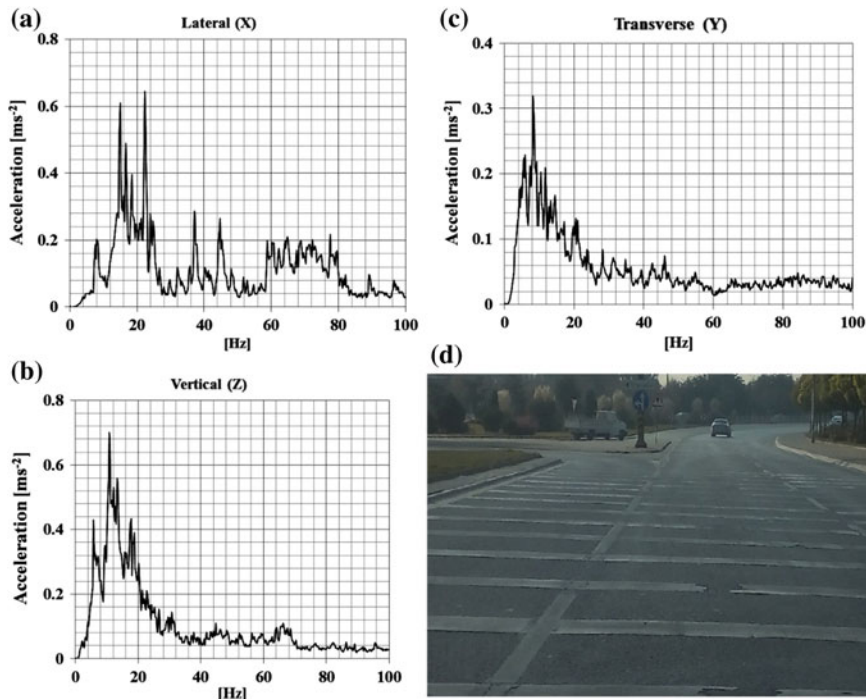 (a)
Lateral (X)
Acceleration [ms⁻²]
0.8
0.6
0.4
0.2
0
0 20 40 60 80 100
[Hz]
(c)
Transverse (Y)
Acceleration [ms⁻²]
0.4
0.3
0.2
0.1
0
0 20 40 60 80 100
[Hz]
(b)
Vertical (Z)
Acceleration [ms⁻²]
0.8
0.6
0.4
0.2
0
0 20 40 60 80 100
[Hz]
(d)